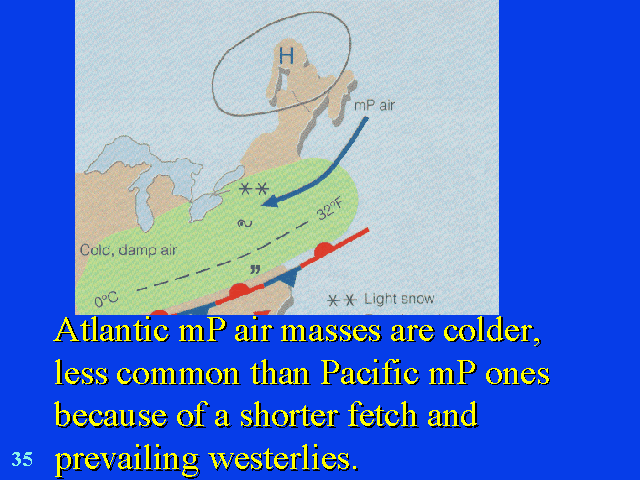 H
mP air
32°F
Cold, damp air
0°C
Light snow
Atlantic mP air masses are colder,
less common than Pacific mP ones
because of a shorter fetch and
35 prevailing westerlies.